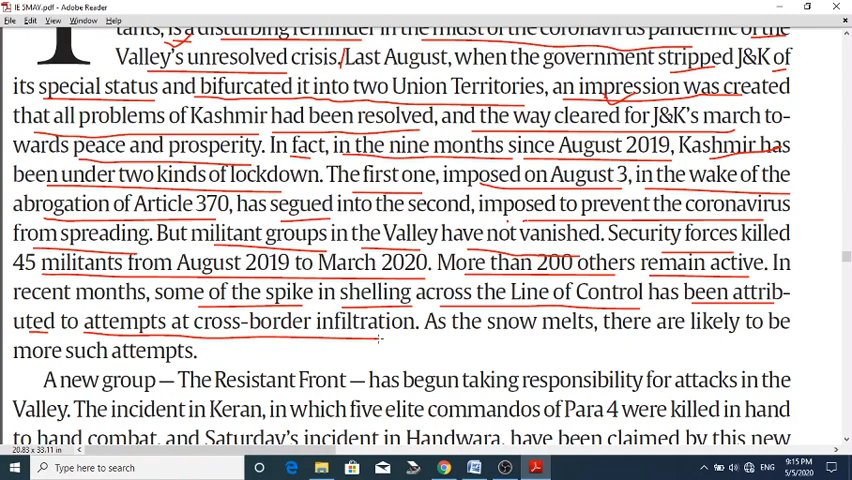 IE 5MAY.pdf - Adobe Reader
File Edit View Window Help
tants, is a disturbing reminder in the midst of the coronavirus pandemic of the
Valley's unresolved crisis. Last August, when the government stripped J&K of
its special status and bifurcated it into two Union Territories, an impression was created
that all problems of Kashmir had been resolved, and the way cleared for J&K's march to-
wards peace and prosperity. In fact, in the nine months since August 2019, Kashmir has
been under two kinds of lockdown. The first one, imposed on August 3, in the wake of the
abrogation of Article 370, has segued into the second, imposed to prevent the coronavirus
from spreading. But militant groups in the Valley have not vanished. Security forces killed
45 militants from August 2019 to March 2020. More than 200 others remain active. In
recent months, some of the spike in shelling across the Line of Control has been attrib-
uted to attempts at cross-border infiltration. As the snow melts, there are likely to be
more such attempts.
A new group — The Resistant Front — has begun taking responsibility for attacks in the
Valley. The incident in Keran, in which five elite commandos of Para 4 were killed in hand
to hand combat, and Saturday's incident in Handwara, have been claimed by this new
20.83 x 33.11 in
Type here to search
ENG
9:15 PM
5/5/2020